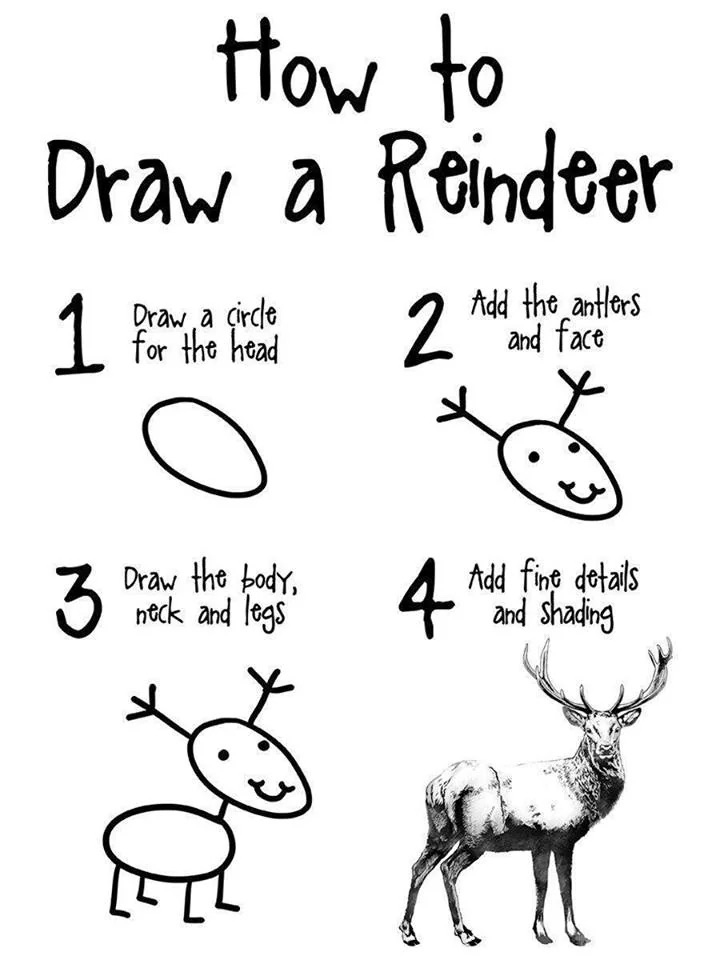 How to
Draw a Reindeer
1
Draw a circle
for the head
2
Add the antlers
and face
3
Draw the body,
neck and legs
4
Add fine details
and shading